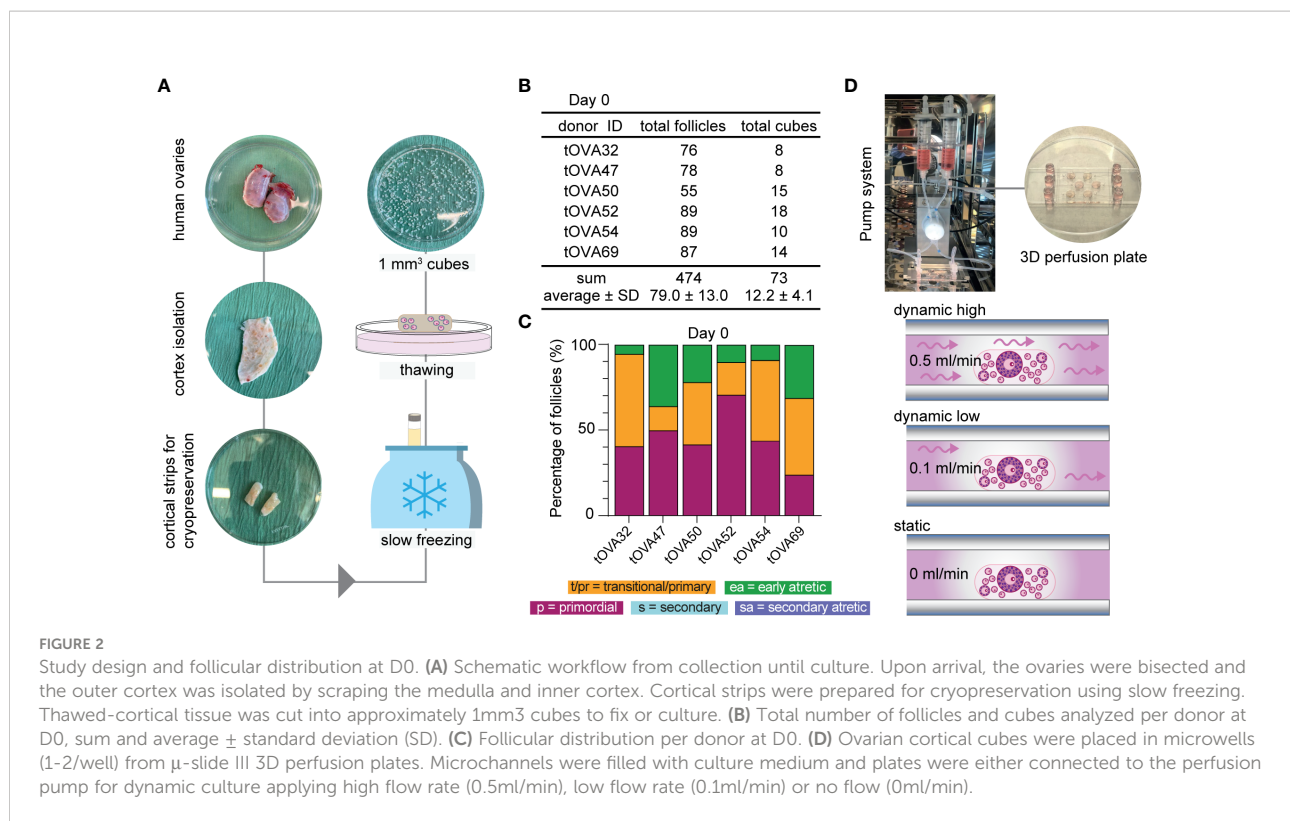 A
human ovaries
cortex isolation
cortical strips for
cryopreservation
1 mm³ cubes
thawing
slow freezing
B
Day 0
donor ID total follicles total cubes
tOVA32 76 8
tOVA47 78 8
tOVA50 55 15
tOVA52 89 18
tOVA54 89 10
tOVA69 87 14
sum 474 73
average ± SD 79.0 ± 13.0 12.2 ± 4.1
C
Day 0
Percentage of follicles (%)
100
50
0
tOVA32 tOVA47 tOVA50 tOVA52 tOVA54 tOVA69
t/pr = transitional/primary ea = early atretic
p = primordial s = secondary sa = secondary atretic
D
Pump system
3D perfusion plate
dynamic high
0.5 ml/min
dynamic low
0.1 ml/min
static
0 ml/min
FIGURE 2
Study design and follicular distribution at D0. (A) Schematic workflow from collection until culture. Upon arrival, the ovaries were bisected and
the outer cortex was isolated by scraping the medulla and inner cortex. Cortical strips were prepared for cryopreservation using slow freezing.
Thawed-cortical tissue was cut into approximately 1mm3 cubes to fix or culture. (B) Total number of follicles and cubes analyzed per donor at
D0, sum and average ± standard deviation (SD). (C) Follicular distribution per donor at D0. (D) Ovarian cortical cubes were placed in microwells
(1-2/well) from µ-slide III 3D perfusion plates. Microchannels were filled with culture medium and plates were either connected to the perfusion
pump for dynamic culture applying high flow rate (0.5ml/min), low flow rate (0.1ml/min) or no flow (0ml/min).